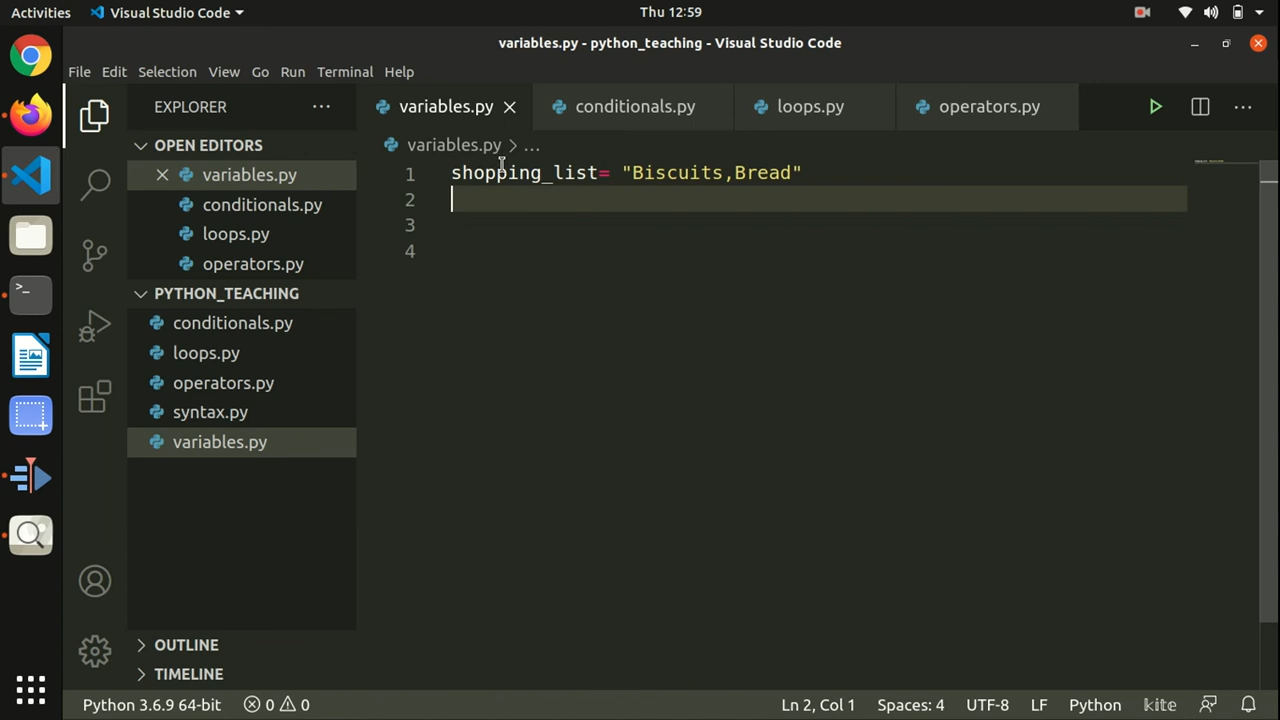 Activities Visual Studio Code Thu 12:59
variables.py - python_teaching - Visual Studio Code
File Edit Selection View Go Run Terminal Help
EXPLORER ... variables.py conditionals.py loops.py operators.py ...
OPEN EDITORS
variables.py
conditionals.py
loops.py
operators.py
PYTHON_TEACHING
conditionals.py
loops.py
operators.py
syntax.py
variables.py
OUTLINE
TIMELINE
variables.py > ...
1 shopping_list= "Biscuits,Bread"
2
3
4
Python 3.6.9 64-bit 0 0 Ln 2, Col 1 Spaces: 4 UTF-8 LF Python kite